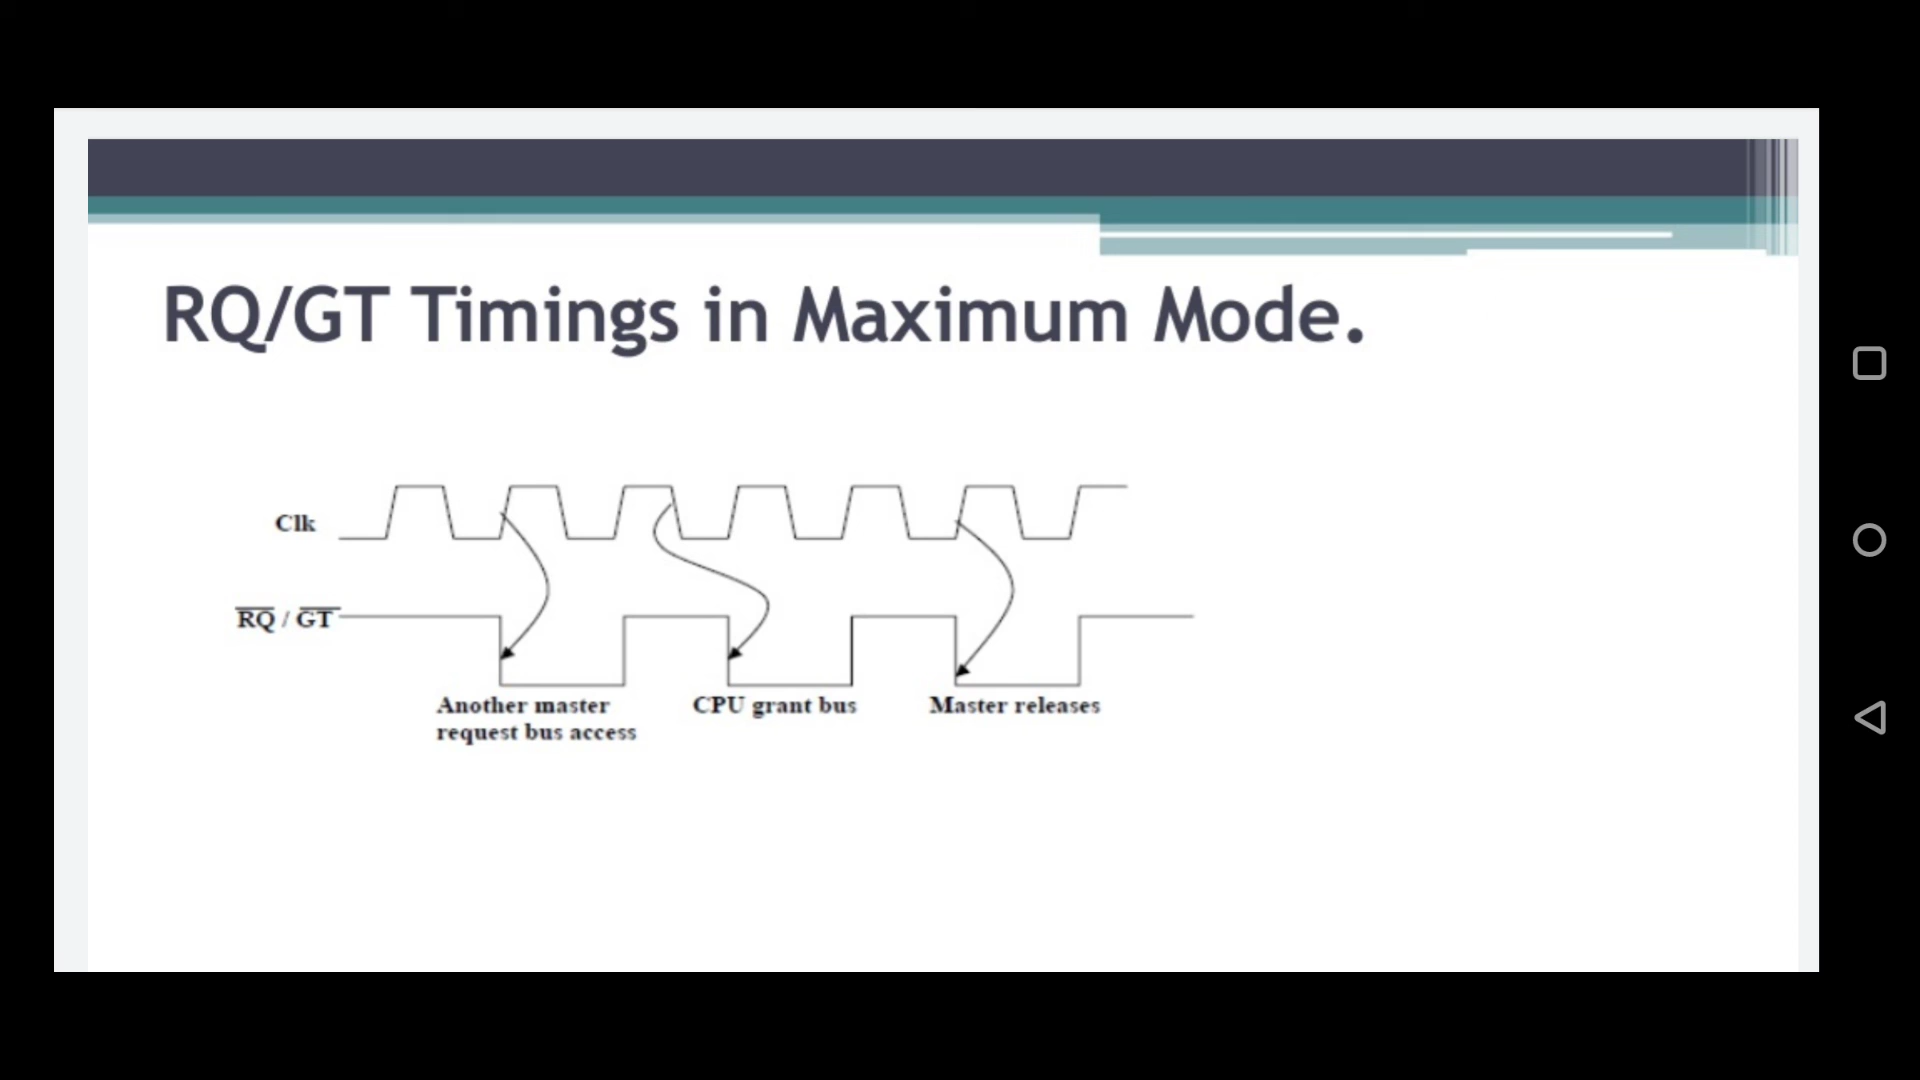 RQ/GT Timings in Maximum Mode.
Clk
RQ / GT
Another master
request bus access
CPU grant bus
Master releases